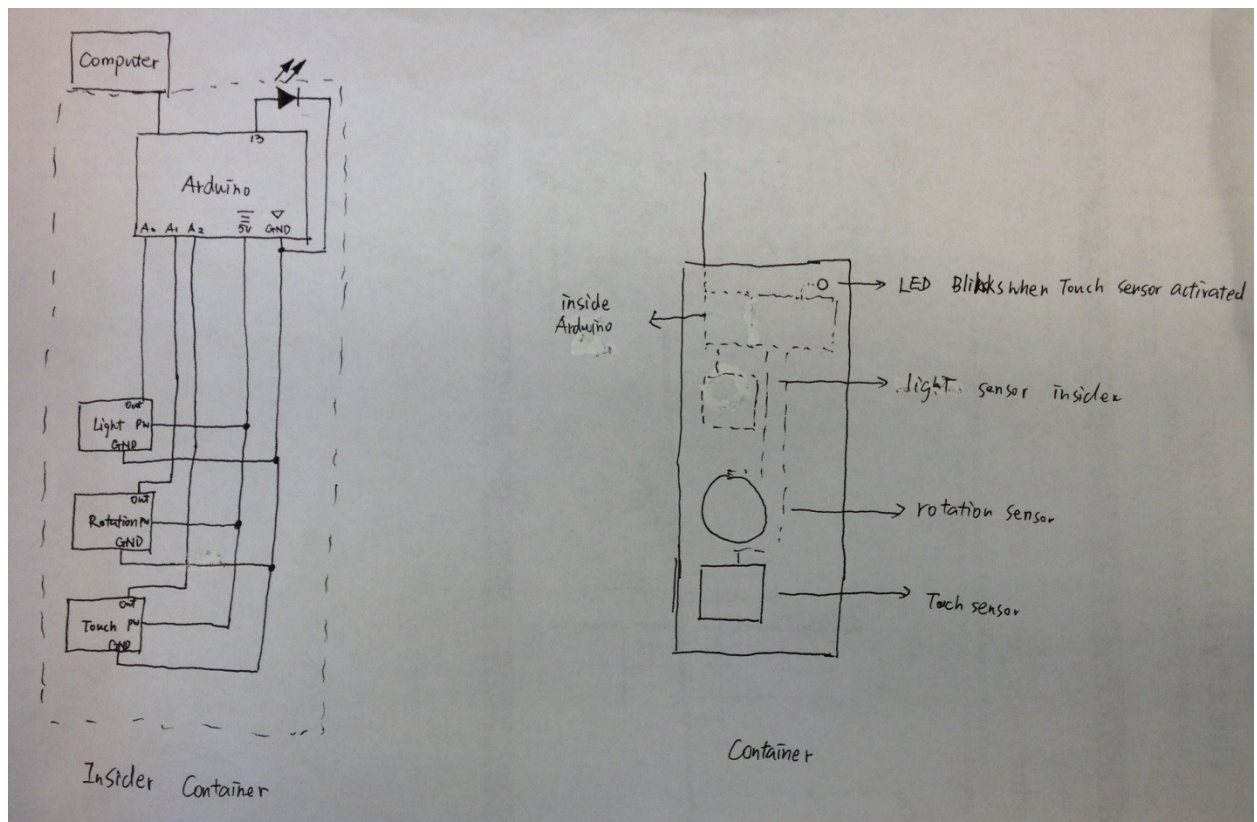 Computer
13
Arduino
A0 A1 A2 5V GND
Out
Light PW
GND
Out
Rotation PW
GND
Out
Touch PW
GND
Insider Container
LED Blinks when Touch sensor activated
inside
Arduino
light sensor insider
rotation sensor
Touch sensor
Container